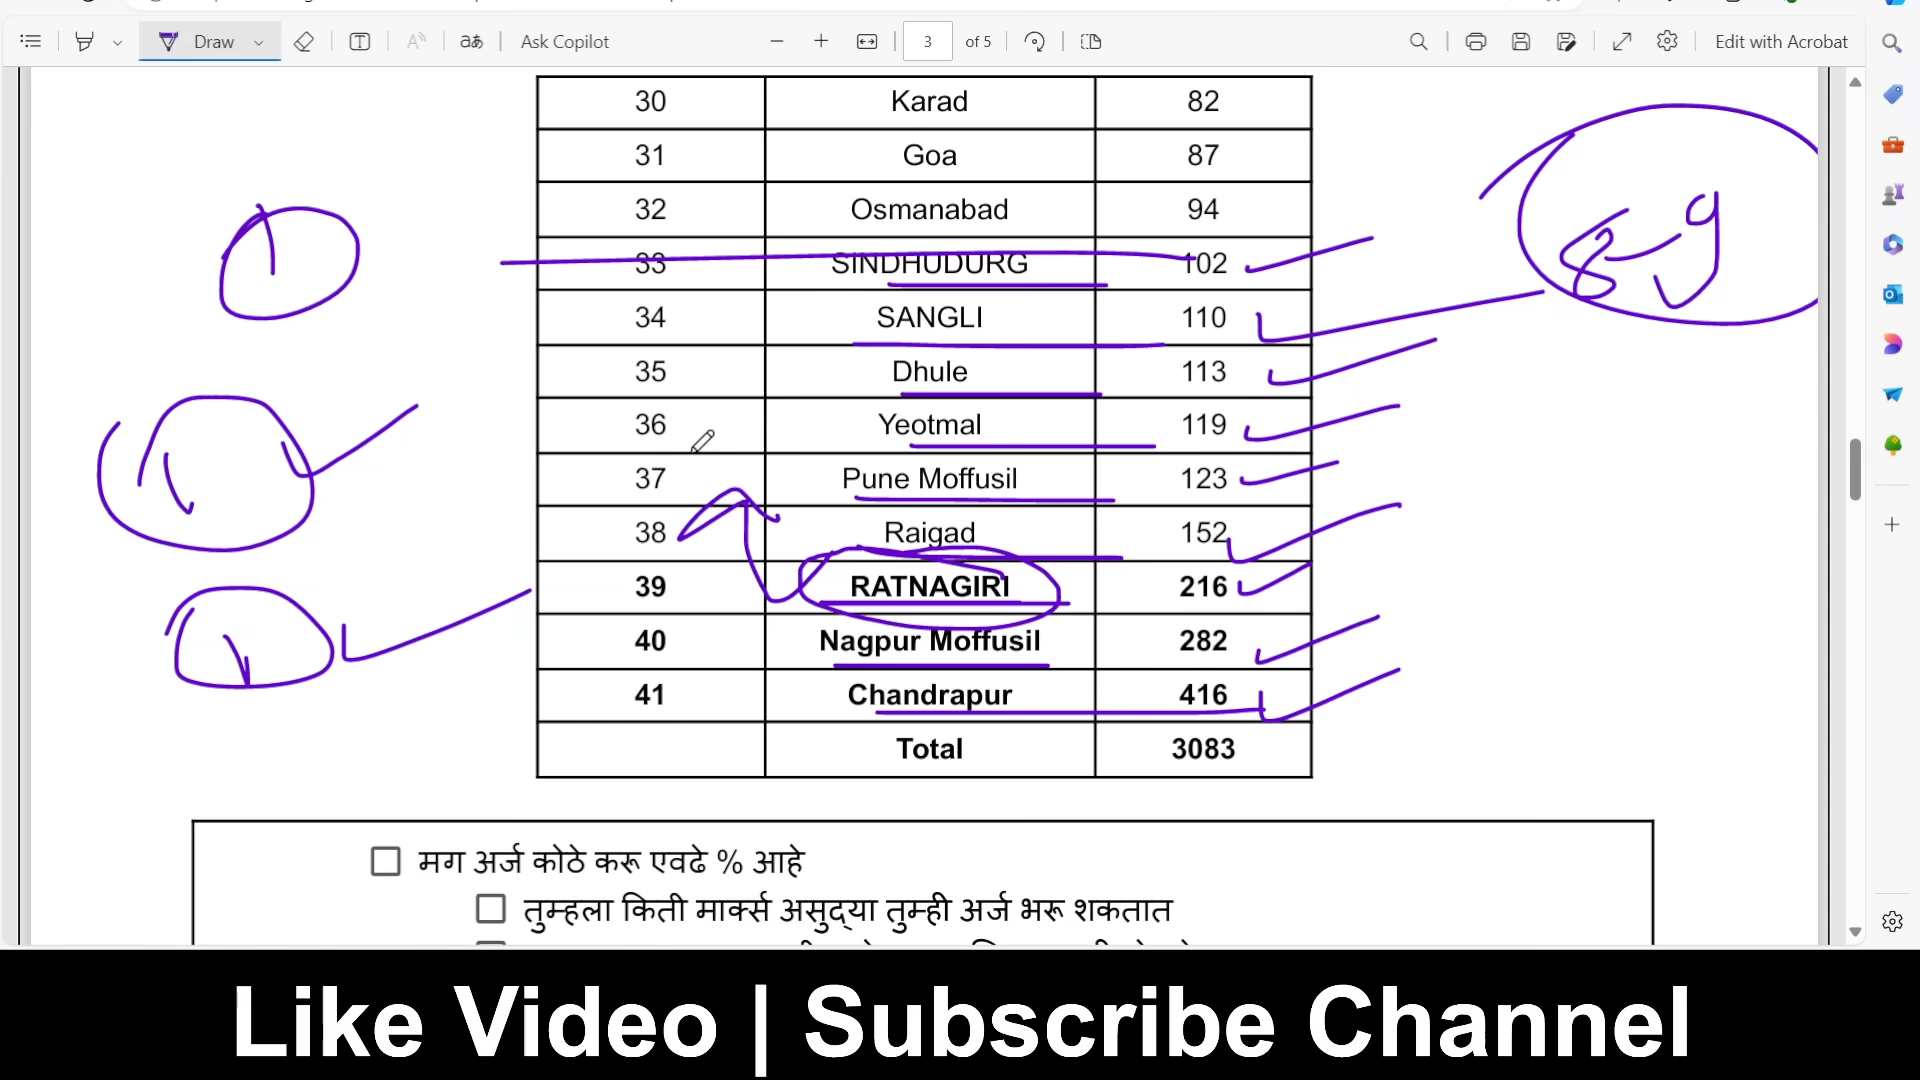 Draw
Ask Copilot
3 of 5
Edit with Acrobat
30 Karad 82
31 Goa 87
32 Osmanabad 94
33 SINDHUDURG 102
34 SANGLI 110
35 Dhule 113
36 Yeotmal 119
37 Pune Moffusil 123
38 Raigad 152
39 RATNAGIRI 216
40 Nagpur Moffusil 282
41 Chandrapur 416
Total 3083
मग अर्ज कोठे करू एवढे % आहे
तुम्हला किती मार्क्स असुद्या तुम्ही अर्ज भरू शकतात
Like Video | Subscribe Channel